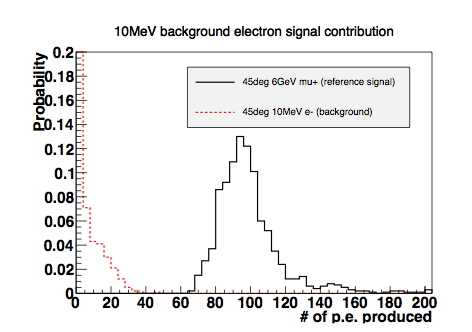 10MeV background electron signal contribution
Probability
0.2
0.18
0.16
0.14
0.12
0.1
0.08
0.06
0.04
0.02
0
45deg 6GeV mu+ (reference signal)
45deg 10MeV e- (background)
0 20 40 60 80 100 120 140 160 180 200
# of p.e. produced